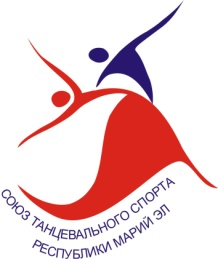 СОЮЗ ТАНЦЕВАЛЬНОГО СПОРТА
РЕСПУБЛИКИ МАРИЙ ЭЛ